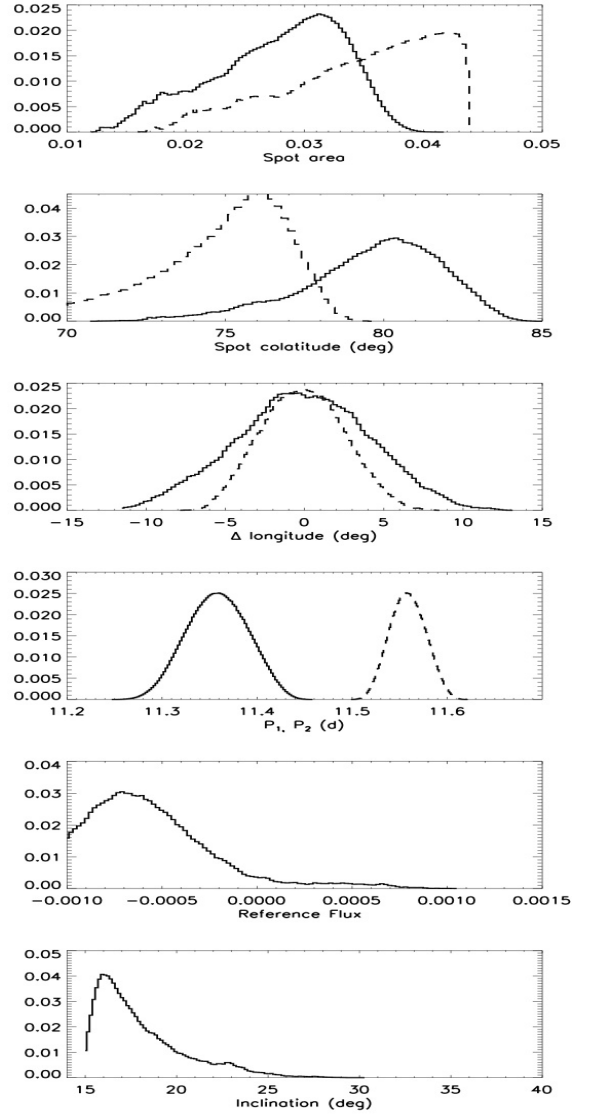 0.025
0.020
0.015
0.010
0.005
0.000
0.01 0.02 0.03 0.04 0.05
Spot area
0.04
0.03
0.02
0.01
0.00
70 75 80 85
Spot colatitude (deg)
0.025
0.020
0.015
0.010
0.005
0.000
−15 −10 −5 0 5 10 15
Δ longitude (deg)
0.030
0.025
0.020
0.015
0.010
0.005
0.000
11.2 11.3 11.4 11.5 11.6
P₁, P₂ (d)
0.04
0.03
0.02
0.01
0.00
−0.0010 −0.0005 0.0000 0.0005 0.0010 0.0015
Reference Flux
0.05
0.04
0.03
0.02
0.01
0.00
15 20 25 30 35 40
Inclination (deg)